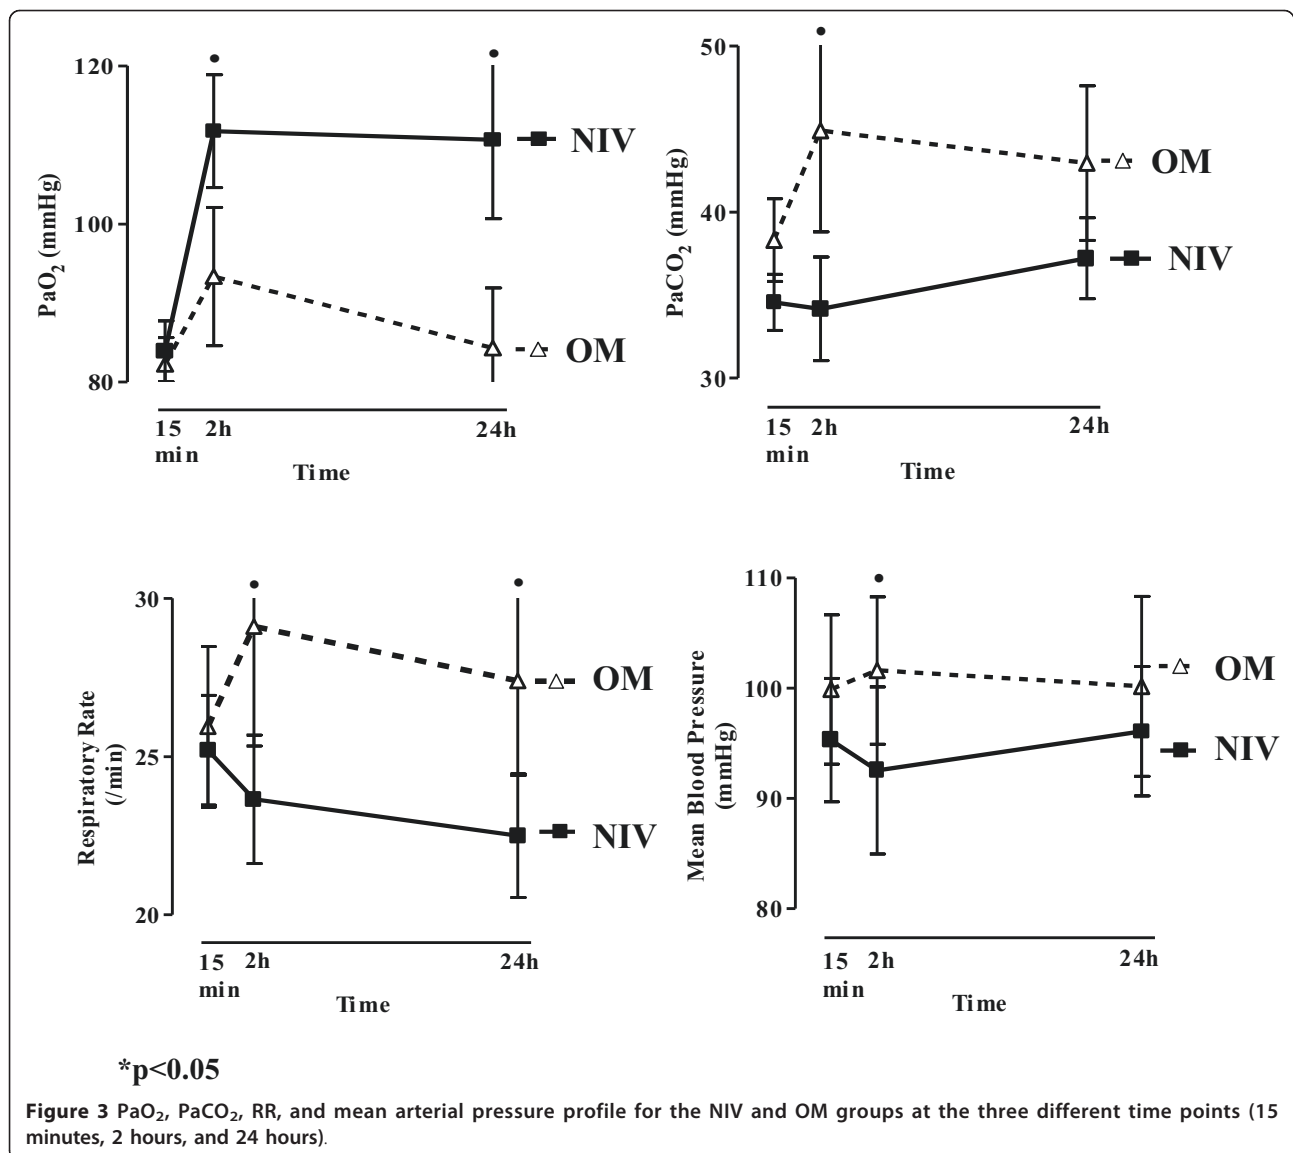 120
100
80
PaO2 (mmHg)
NIV
OM
15 min
2h
24h
Time
50
40
30
PaCO2 (mmHg)
OM
NIV
15 min
2h
24h
Time
30
25
20
Respiratory Rate
(/min)
OM
NIV
15 min
2h
24h
Time
110
100
90
80
Mean Blood Pressure
(mmHg)
OM
NIV
15 min
2h
24h
Time
*p<0.05
Figure 3 PaO2, PaCO2, RR, and mean arterial pressure profile for the NIV and OM groups at the three different time points (15
minutes, 2 hours, and 24 hours).